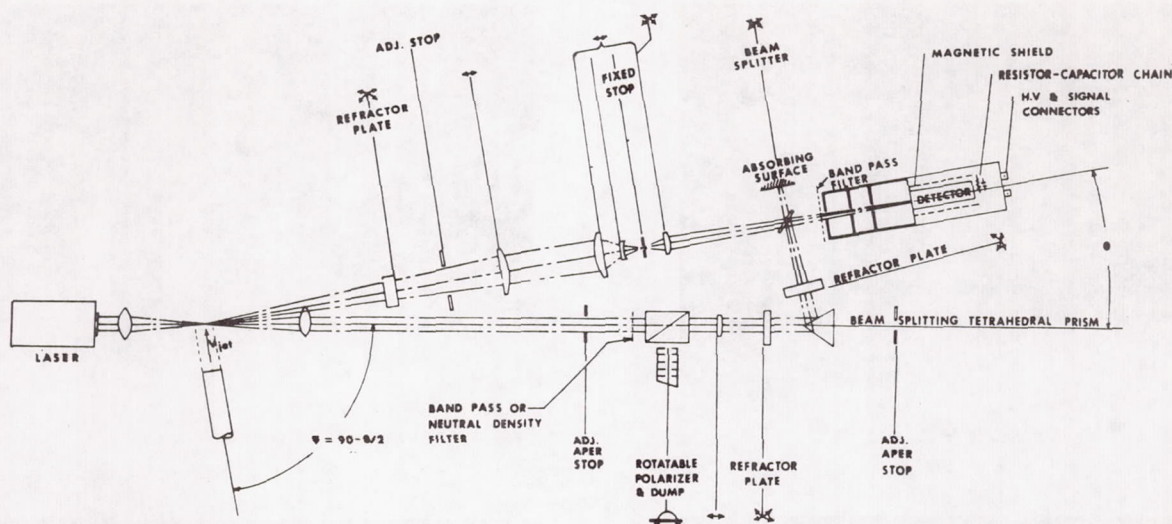 ADJ. STOP
REFRACTOR
PLATE
FIXED
STOP
BEAM
SPLITTER
MAGNETIC SHIELD
RESISTOR-CAPACITOR CHAIN
H.V & SIGNAL
CONNECTORS
ABSORBING
SURFACE
BAND PASS
FILTER
DETECTOR
REFRACTOR PLATE
θ
LASER
V jet
BEAM SPLITTING TETRAHEDRAL PRISM
Ψ = 90-θ/2
BAND PASS OR
NEUTRAL DENSITY
FILTER
ADJ.
APER
STOP
ROTATABLE
POLARIZER
& DUMP
REFRACTOR
PLATE
ADJ.
APER
STOP